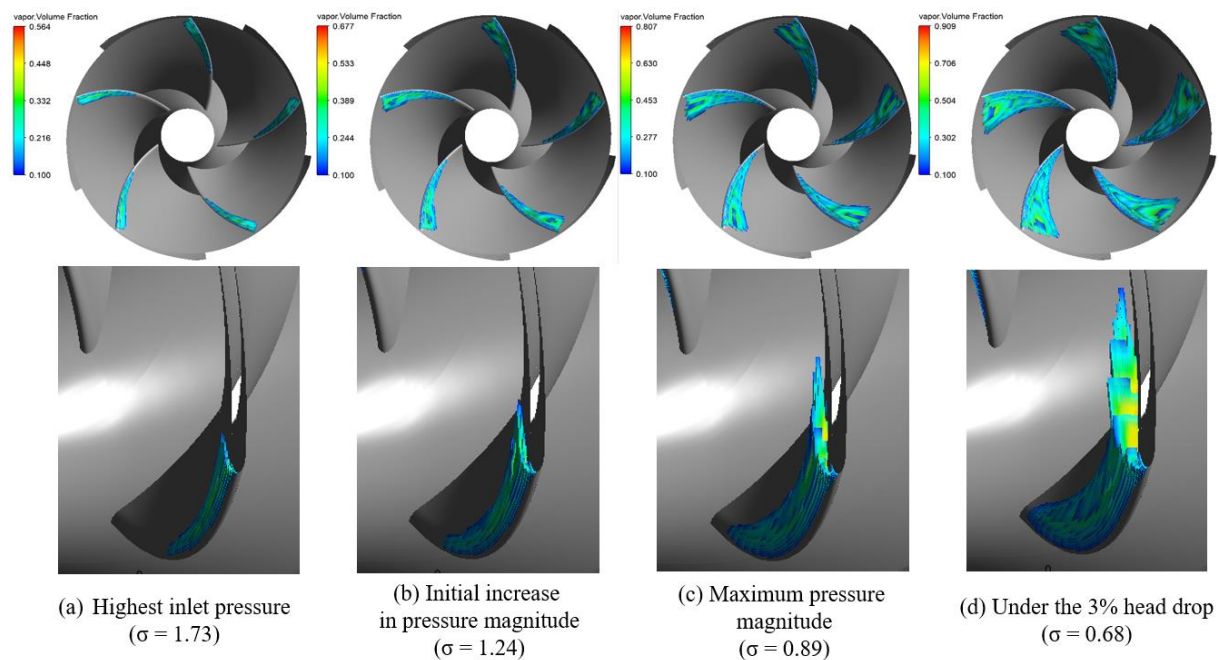 vapor.Volume Fraction
0.564
0.448
0.332
0.216
0.100
vapor.Volume Fraction
0.677
0.533
0.389
0.244
0.100
vapor.Volume Fraction
0.807
0.630
0.453
0.277
0.100
vapor.Volume Fraction
0.909
0.706
0.504
0.302
0.100
(a) Highest inlet pressure
(σ = 1.73)
(b) Initial increase
in pressure magnitude
(σ = 1.24)
(c) Maximum pressure
magnitude
(σ = 0.89)
(d) Under the 3% head drop
(σ = 0.68)